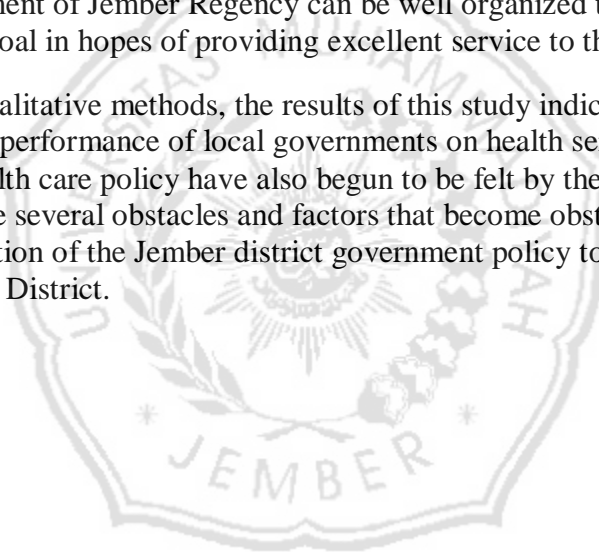 ment of Jember Regency can be well organized
oal in hopes of providing excellent service to th
alitative methods, the results of this study indic
performance of local governments on health se
lth care policy have also begun to be felt by the
e several obstacles and factors that become obst
tion of the Jember district government policy to
District.
UNIVERSITAS MUHAMMADIYAH
JEMBER